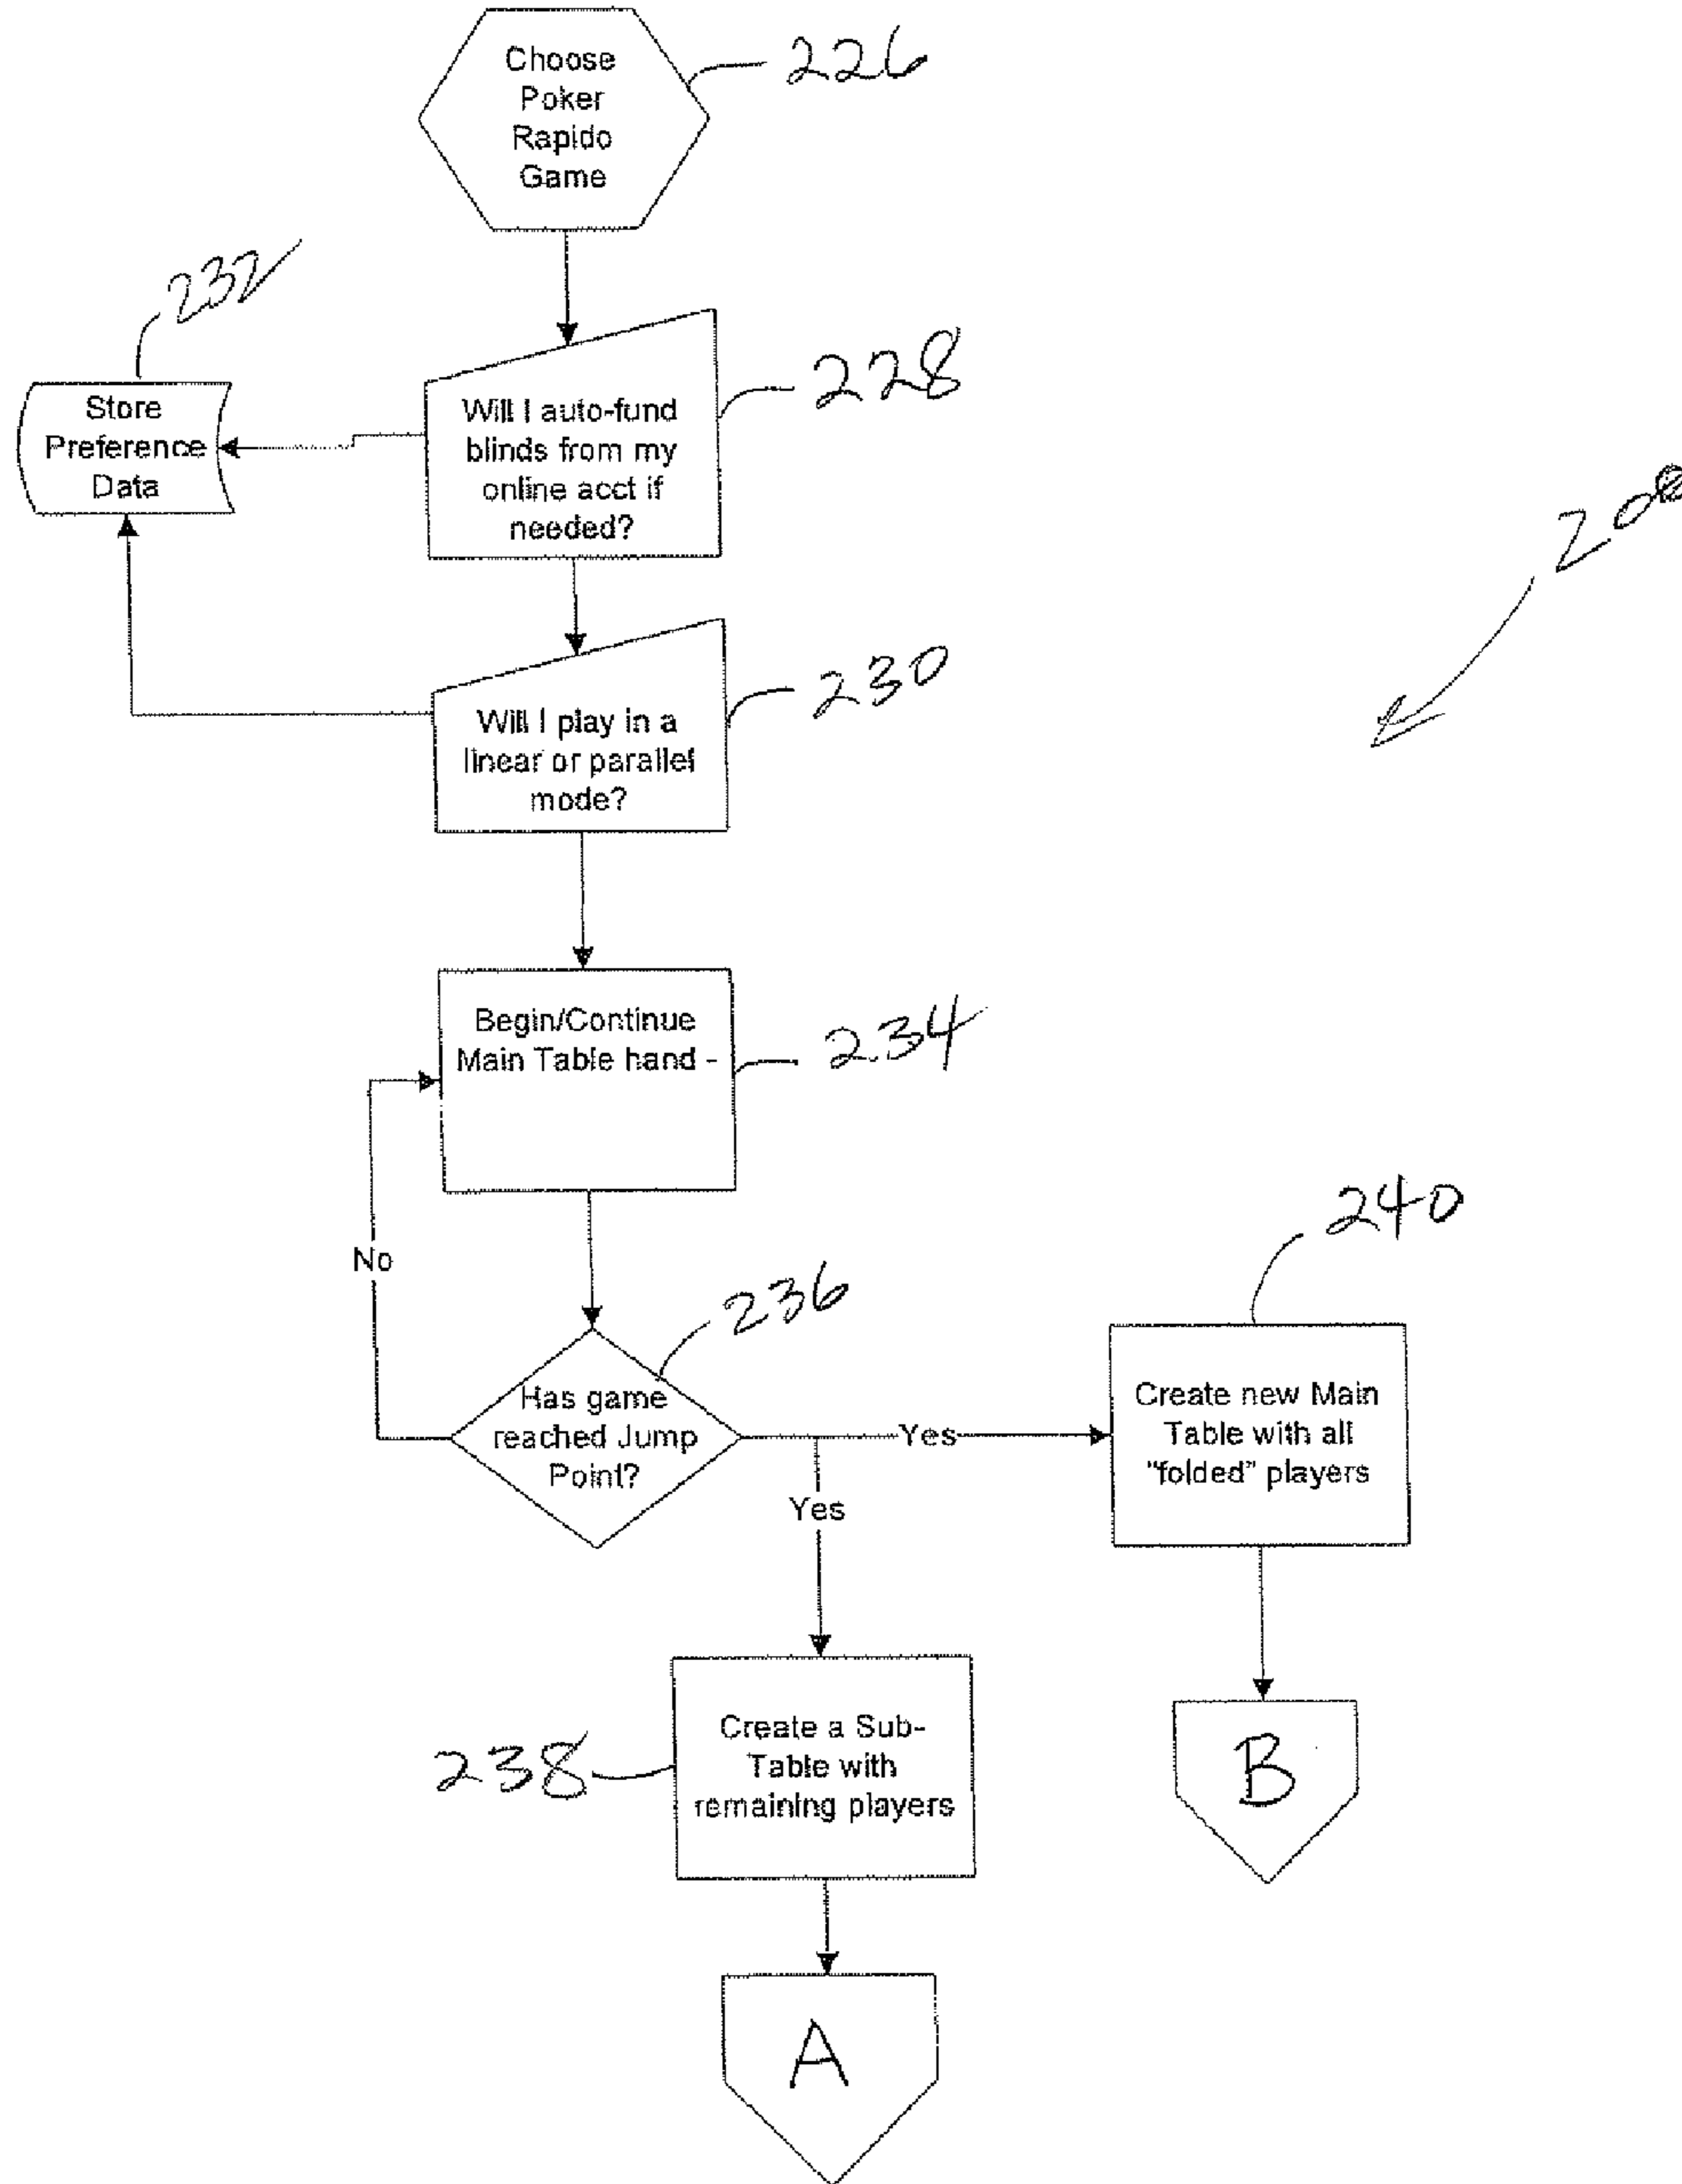 Choose
Poker
Rapido
Game
226
232
Store
Preference
Data
Will I auto-fund
blinds from my
online acct if
needed?
228
200
Will I play in a
linear or parallel
mode?
230
Begin/Continue
Main Table hand -
234
No
Has game
reached Jump
Point?
236
Yes
Yes
240
Create new Main
Table with all
"folded" players
238
Create a Sub-
Table with
remaining players
B
A